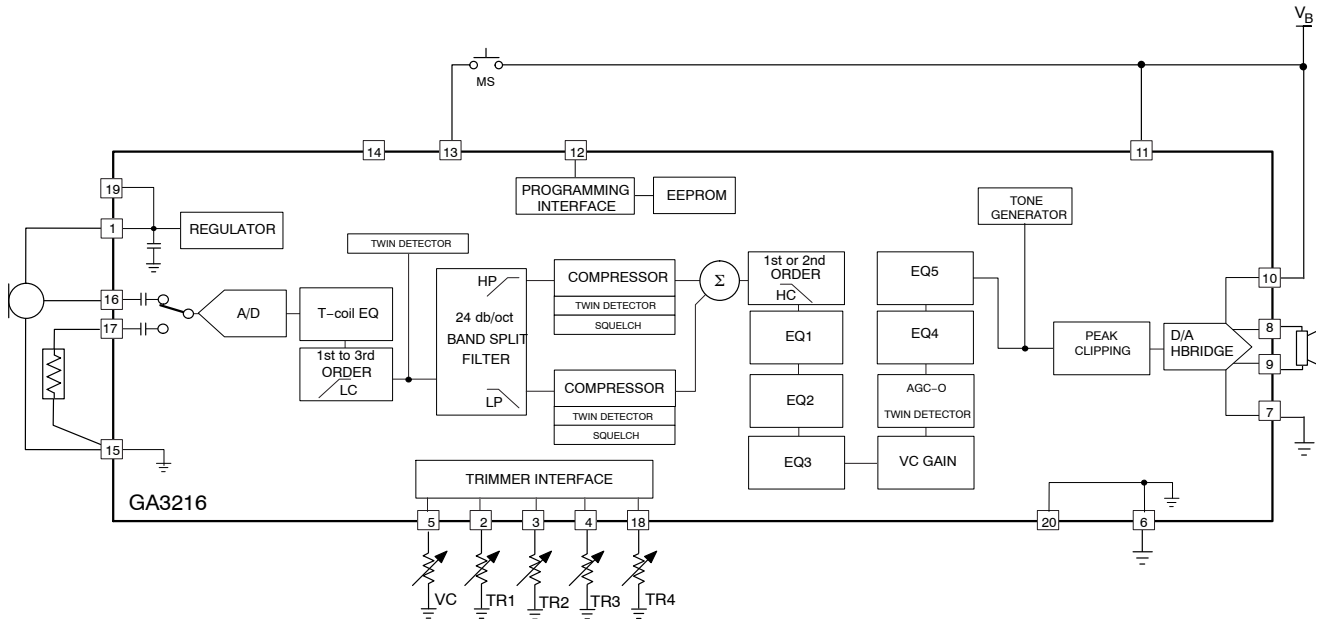 VB
MS
14
13
12
11
19
PROGRAMMING
INTERFACE
EEPROM
TONE
GENERATOR
1
REGULATOR
TWIN DETECTOR
HP
24 db/oct
BAND SPLIT
FILTER
LP
COMPRESSOR
TWIN DETECTOR
SQUELCH
COMPRESSOR
TWIN DETECTOR
SQUELCH
Σ
1st or 2nd
ORDER
HC
EQ1
EQ2
EQ3
EQ5
EQ4
AGC−O
TWIN DETECTOR
VC GAIN
16
17
A/D
T−coil EQ
1st to 3rd
ORDER
LC
PEAK
CLIPPING
D/A
HBRIDGE
10
8
9
7
15
GA3216
TRIMMER INTERFACE
5
2
3
4
18
20
6
VC
TR1
TR2
TR3
TR4